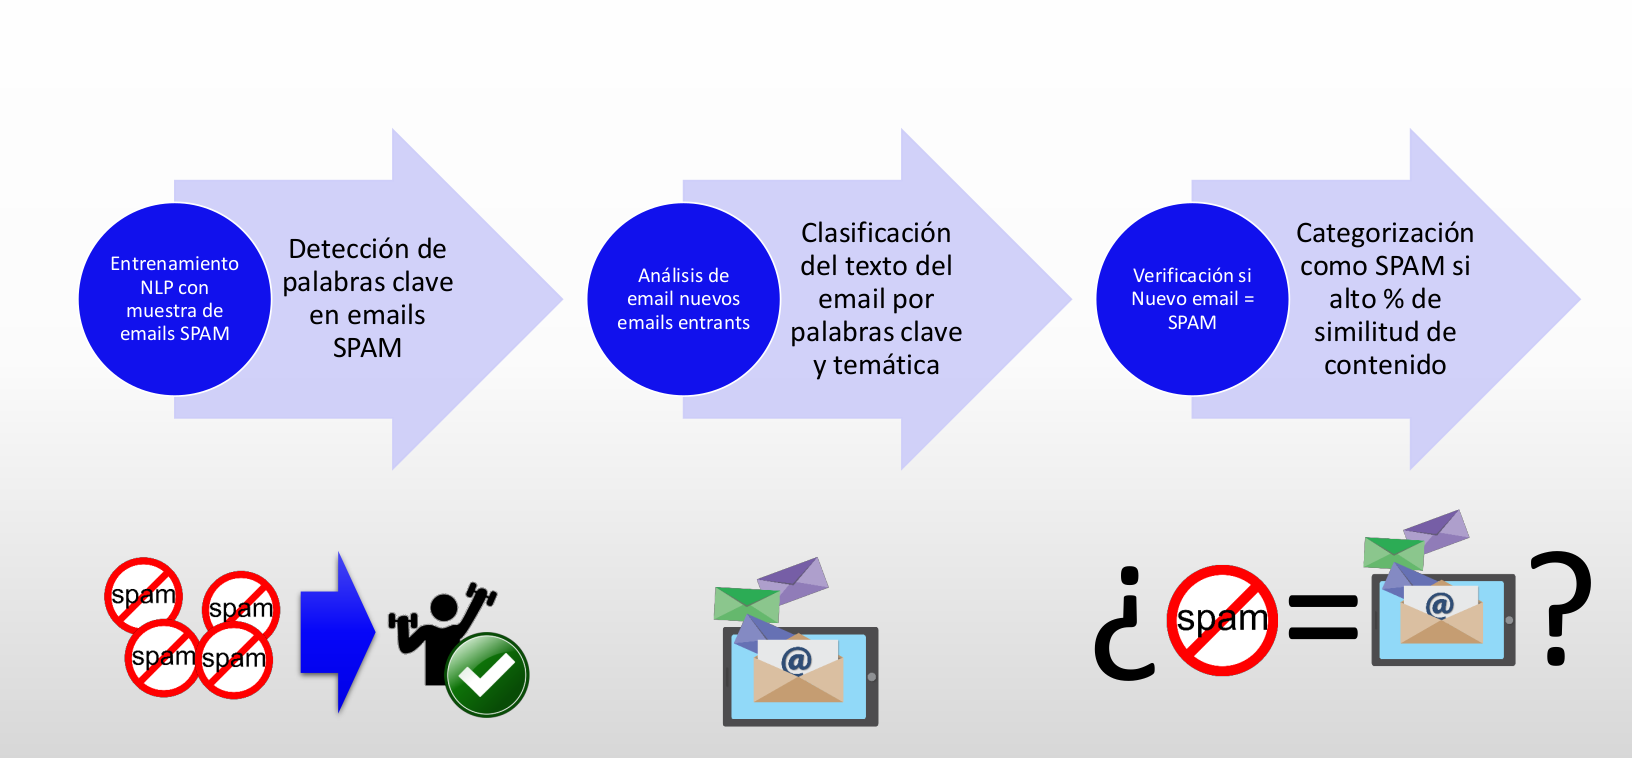 Entrenamiento
NLP con
muestra de
emails SPAM
Detección de
palabras clave
en emails
SPAM
Análisis de
email nuevos
emails entrants
Clasificación
del texto del
email por
palabras clave
y temática
Verificación si
Nuevo email =
SPAM
Categorización
como SPAM si
alto % de
similitud de
contenido
spam
spam
spam
spam
@
¿
spam
=
@
?